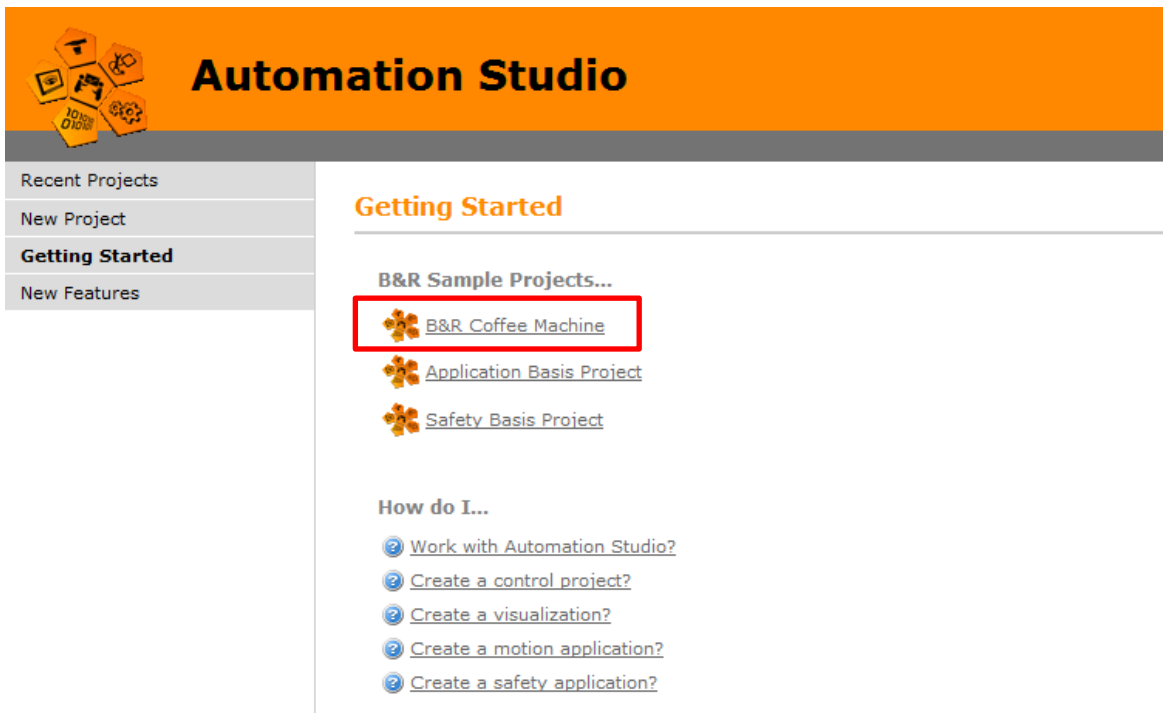 Automation Studio
Recent Projects
New Project
Getting Started
New Features
Getting Started
B&R Sample Projects...
B&R Coffee Machine
Application Basis Project
Safety Basis Project
How do I...
Work with Automation Studio?
Create a control project?
Create a visualization?
Create a motion application?
Create a safety application?